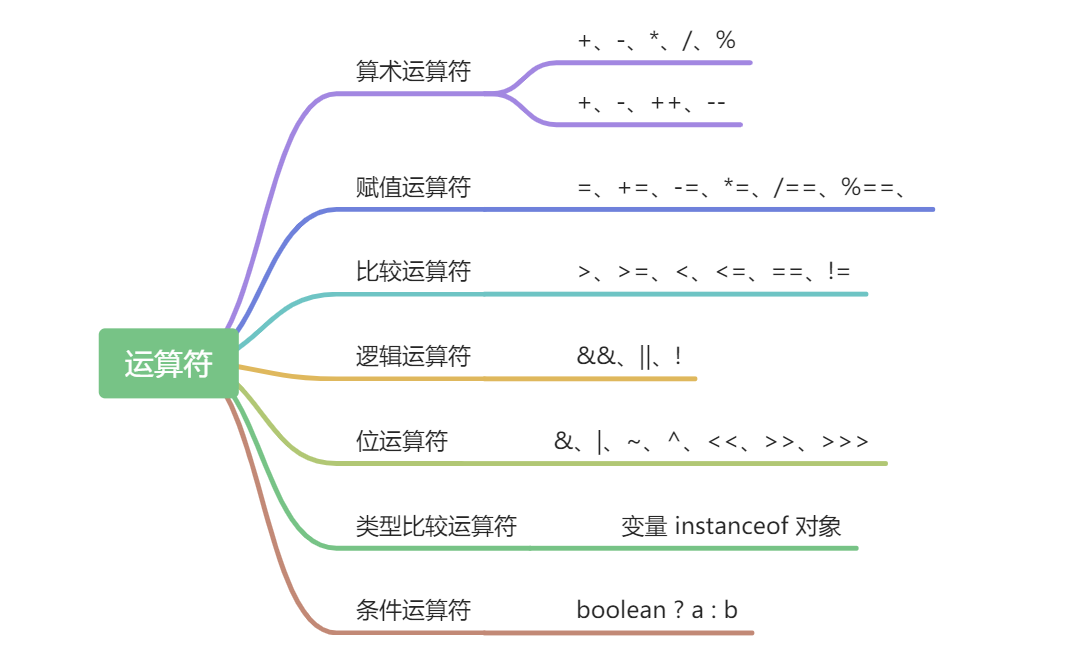 +、-、*、/、%
算术运算符
+、-、++、--
赋值运算符 =、+=、-=、*=、/==、%==、
比较运算符 >、>=、<、<=、==、!=
运算符
逻辑运算符 &&、||、!
位运算符 &、|、~、^、<<、>>、>>>
类型比较运算符 变量 instanceof 对象
条件运算符 boolean ? a : b